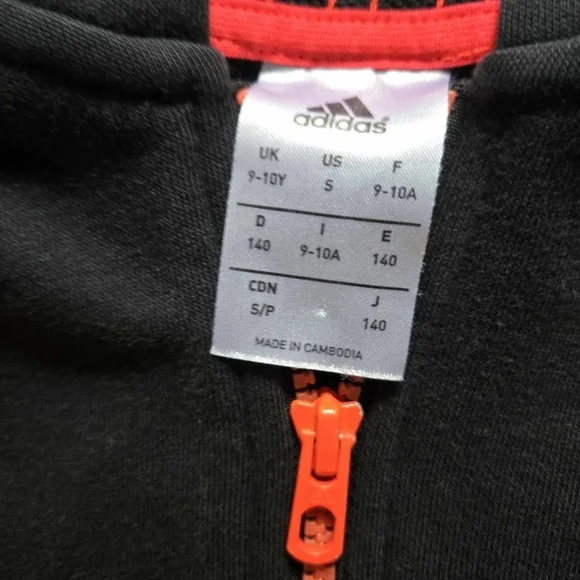 adidas
UK US F
9-10Y S 9-10A
D I E
140 9-10A 140
CDN J
S/P 140
MADE IN CAMBODIA